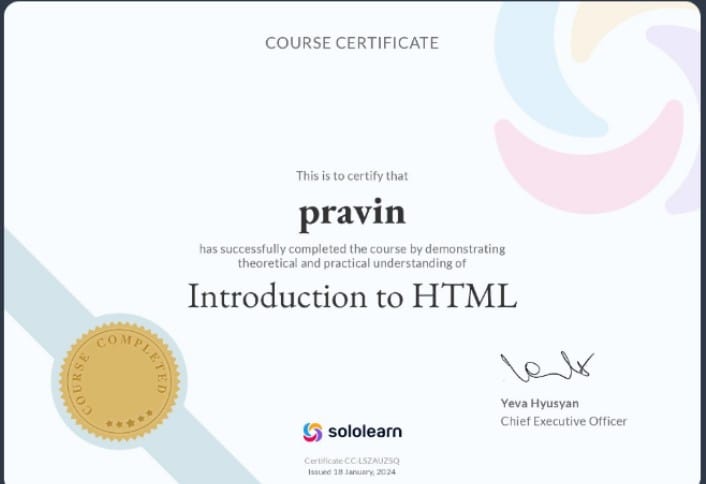 COURSE CERTIFICATE
This is to certify that
pravin
has successfully completed the course by demonstrating
theoretical and practical understanding of
Introduction to HTML
COURSE COMPLETED
Yeva Hyusyan
Chief Executive Officer
sololearn
Certificate CC-LSZAUZSQ
Issued 18 January, 2024